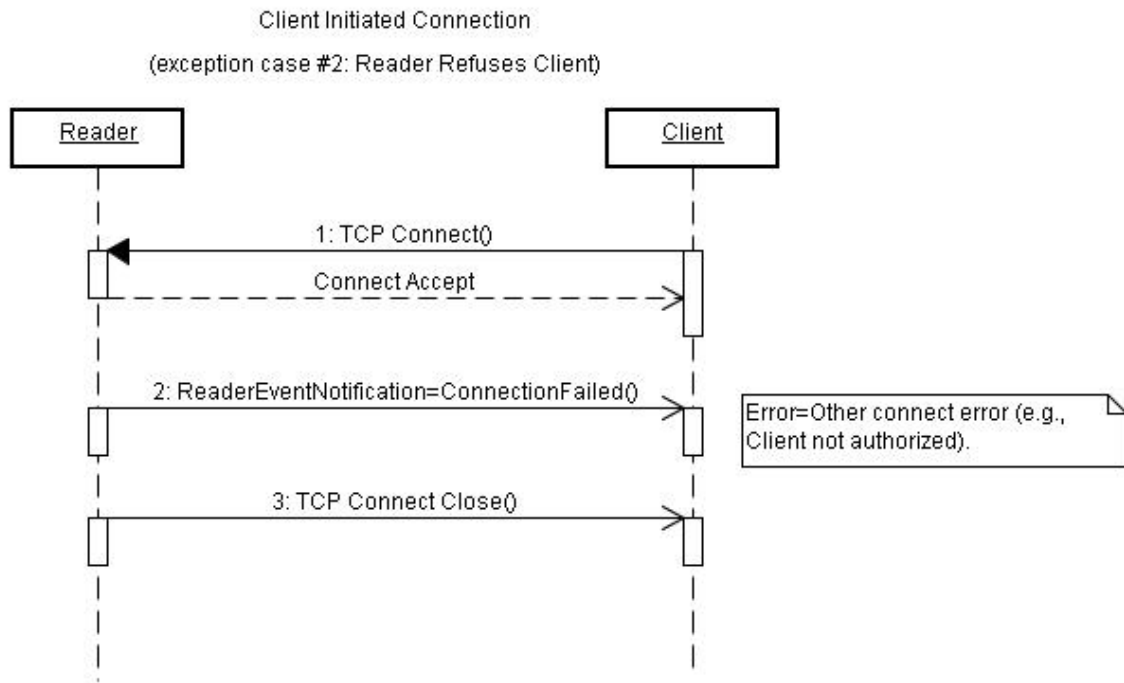 Client Initiated Connection
(exception case #2: Reader Refuses Client)
Reader
Client
1: TCP Connect()
Connect Accept
2: ReaderEventNotification=ConnectionFailed()
Error=Other connect error (e.g.,
Client not authorized).
3: TCP Connect Close()